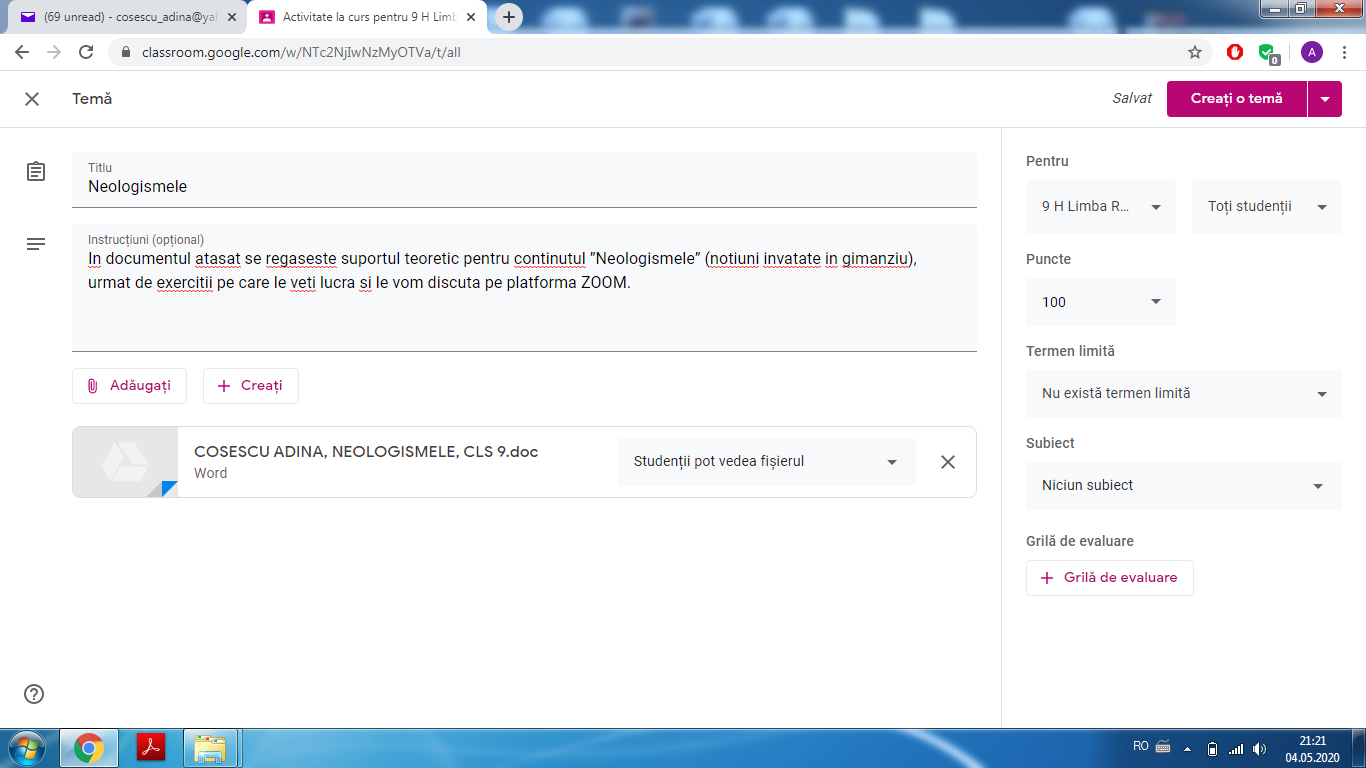 (69 unread) - cosescu_adina@yah
Activitate la curs pentru 9 H Limb
classroom.google.com/w/NTc2NjIwNzMyOTVa/t/all
A
0
Temă
Salvat
Creați o temă
Titlu
Neologismele
Instrucțiuni (opțional)
In documentul atasat se regaseste suportul teoretic pentru continutul ”Neologismele” (notiuni invatate in gimanziu),
urmat de exercitii pe care le veti lucra si le vom discuta pe platforma ZOOM.
Adăugați
Creați
COSESCU ADINA, NEOLOGISMELE, CLS 9.doc
Word
Studenții pot vedea fișierul
Pentru
9 H Limba R...
Toți studenții
Puncte
100
Termen limită
Nu există termen limită
Subiect
Niciun subiect
Grilă de evaluare
Grilă de evaluare
RO
21:21
04.05.2020